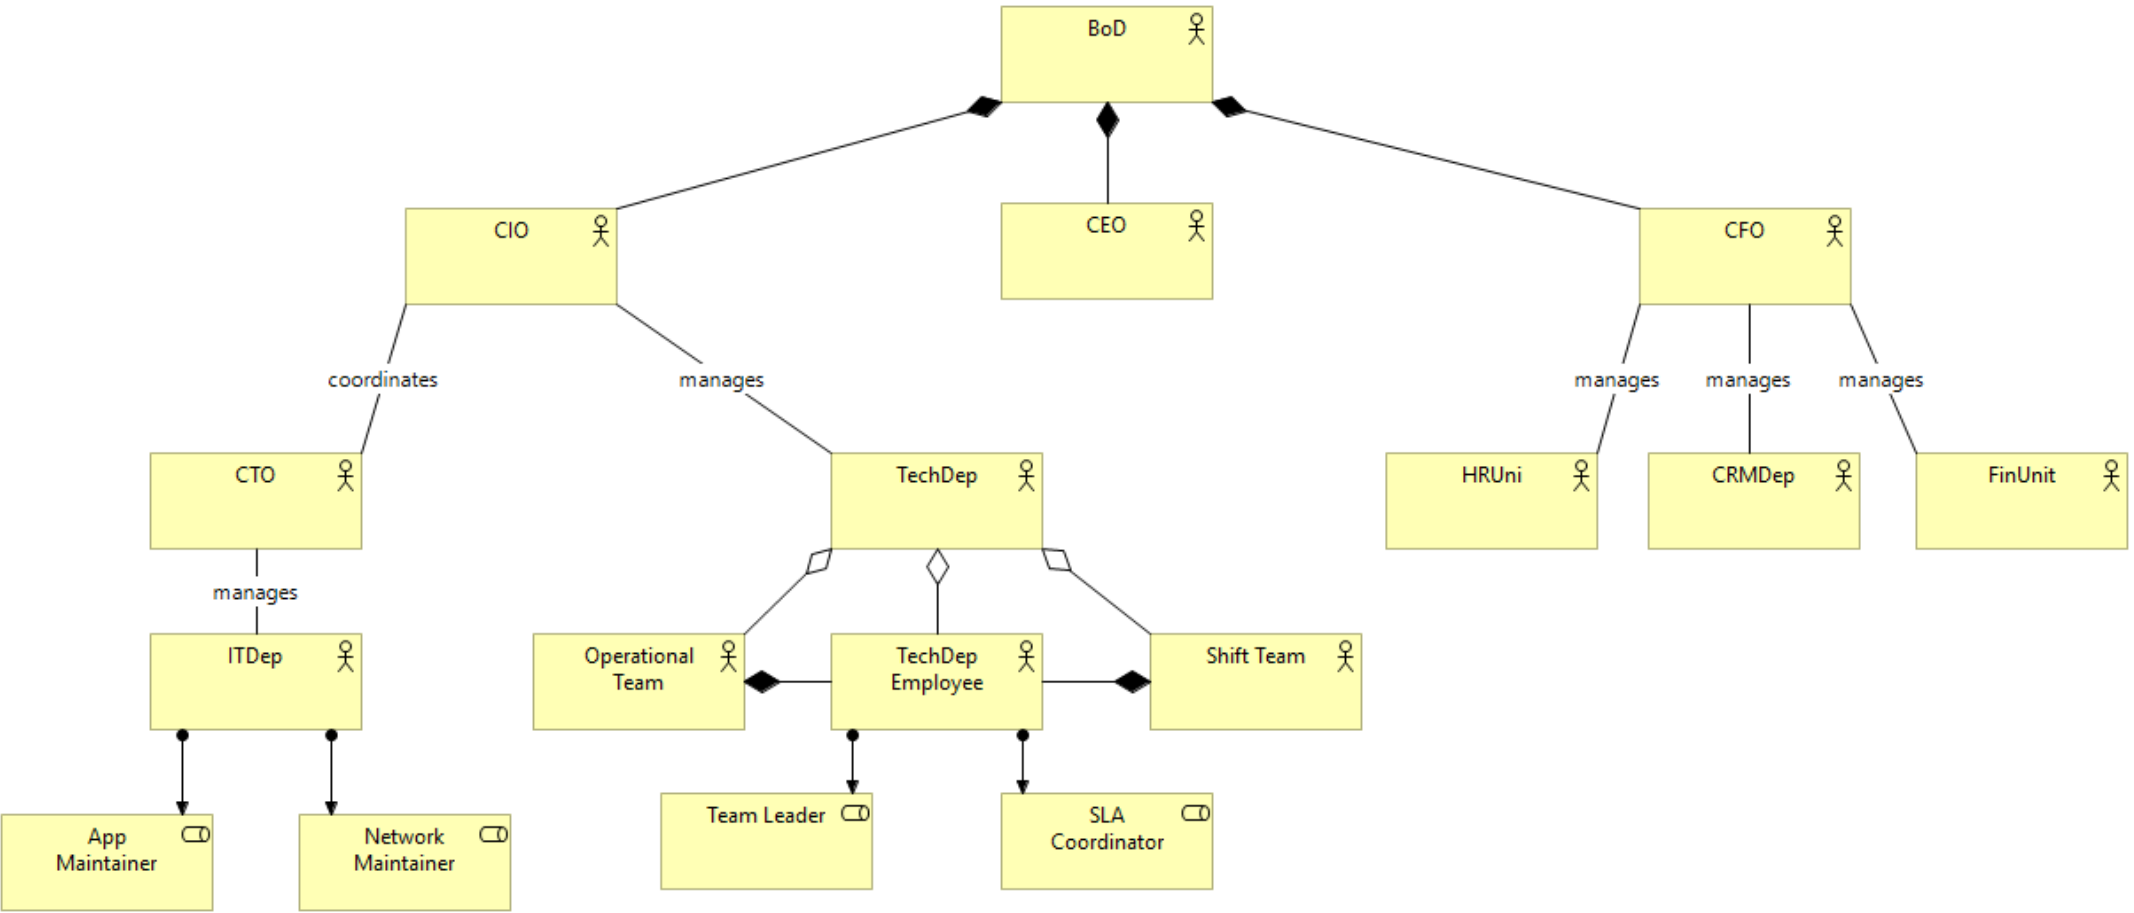 BoD
CIO
CEO
CFO
coordinates
manages
manages
manages
manages
CTO
TechDep
HRUni
CRMDep
FinUnit
manages
ITDep
Operational
Team
TechDep
Employee
Shift Team
App
Maintainer
Network
Maintainer
Team Leader
SLA
Coordinator